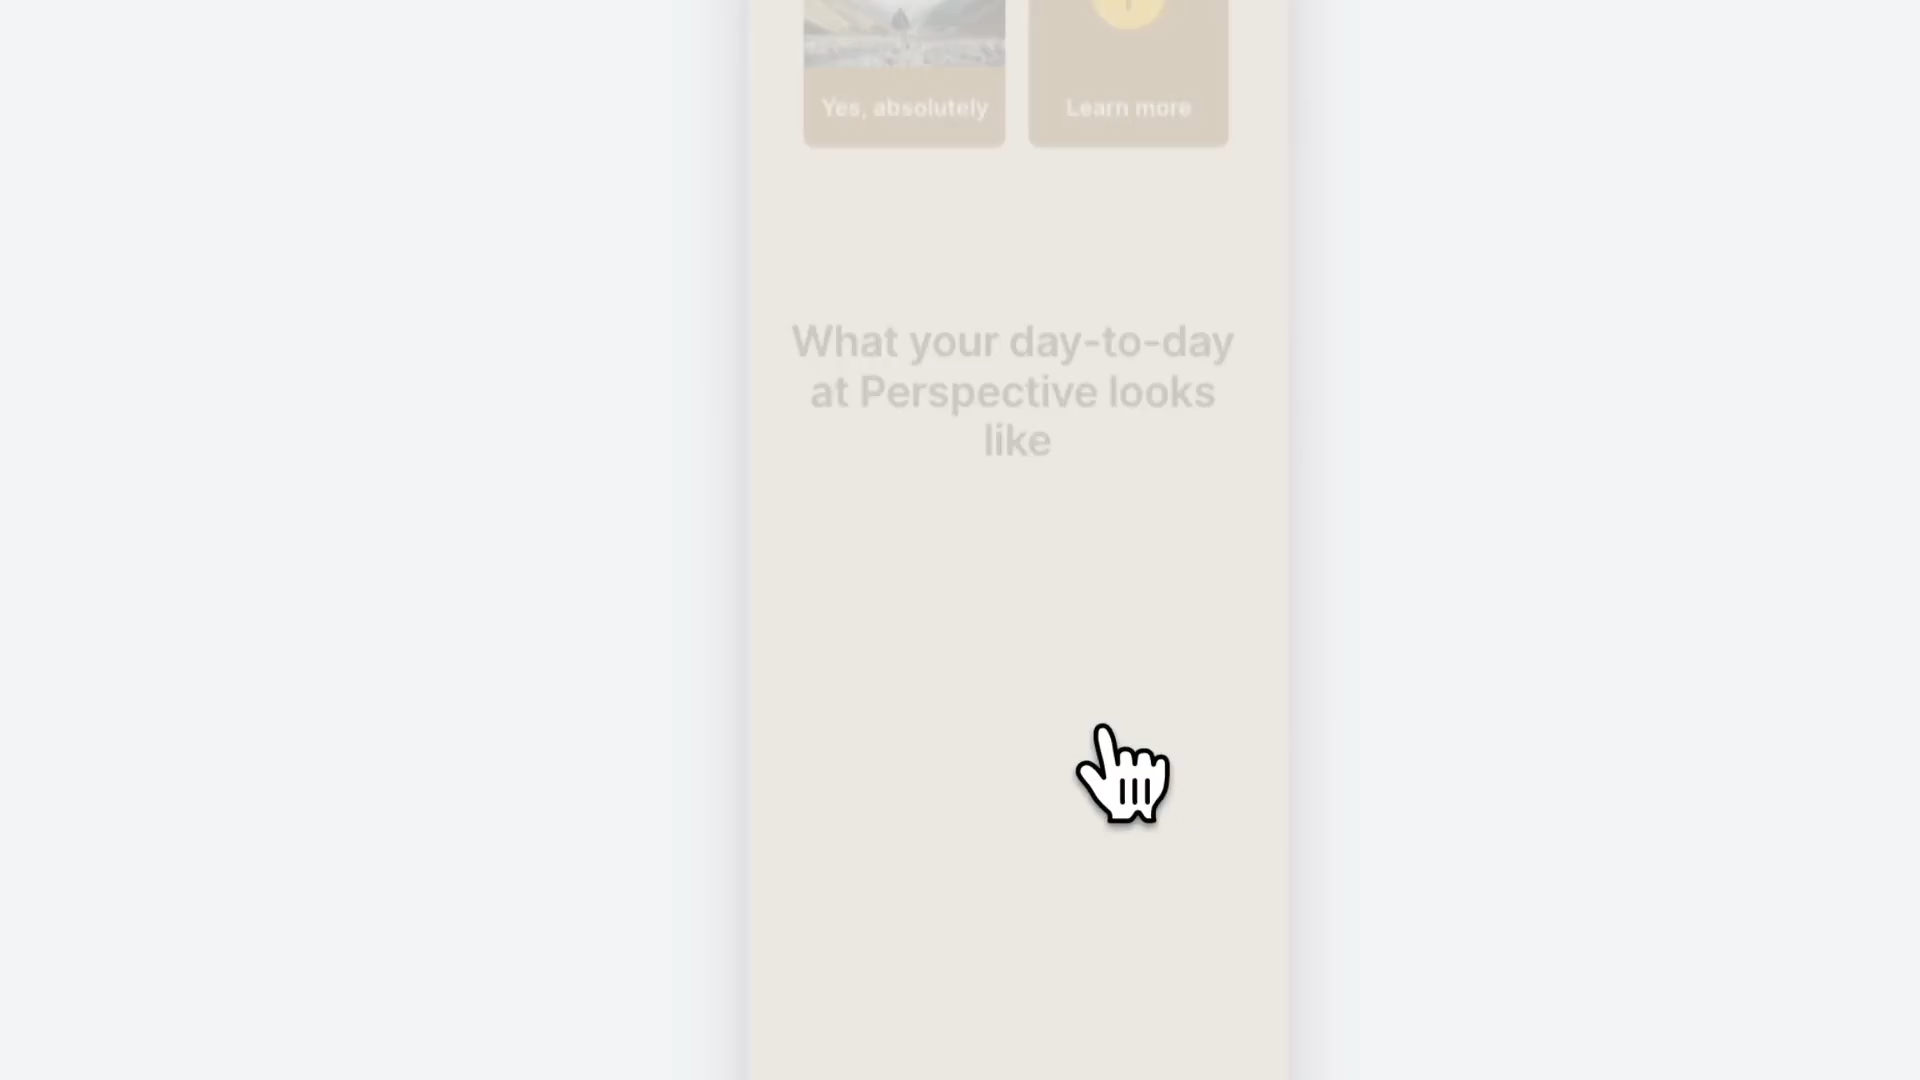 Yes, absolutely
Learn more
What your day-to-day
at Perspective looks
like